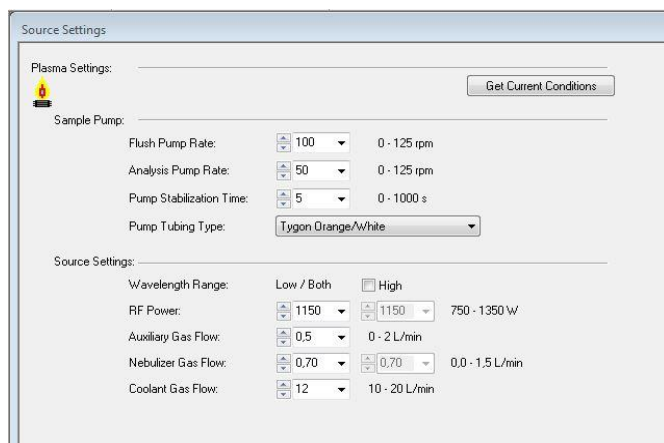 Source Settings
Plasma Settings:
Get Current Conditions
Sample Pump:
Flush Pump Rate: 100 0 - 125 rpm
Analysis Pump Rate: 50 0 - 125 rpm
Pump Stabilization Time: 5 0 - 1000 s
Pump Tubing Type: Tygon Orange/White
Source Settings:
Wavelength Range: Low / Both High
RF Power: 1150 1150 750 - 1350 W
Auxiliary Gas Flow: 0,5 0 - 2 L/min
Nebulizer Gas Flow: 0,70 0,70 0,0 - 1,5 L/min
Coolant Gas Flow: 12 10 - 20 L/min